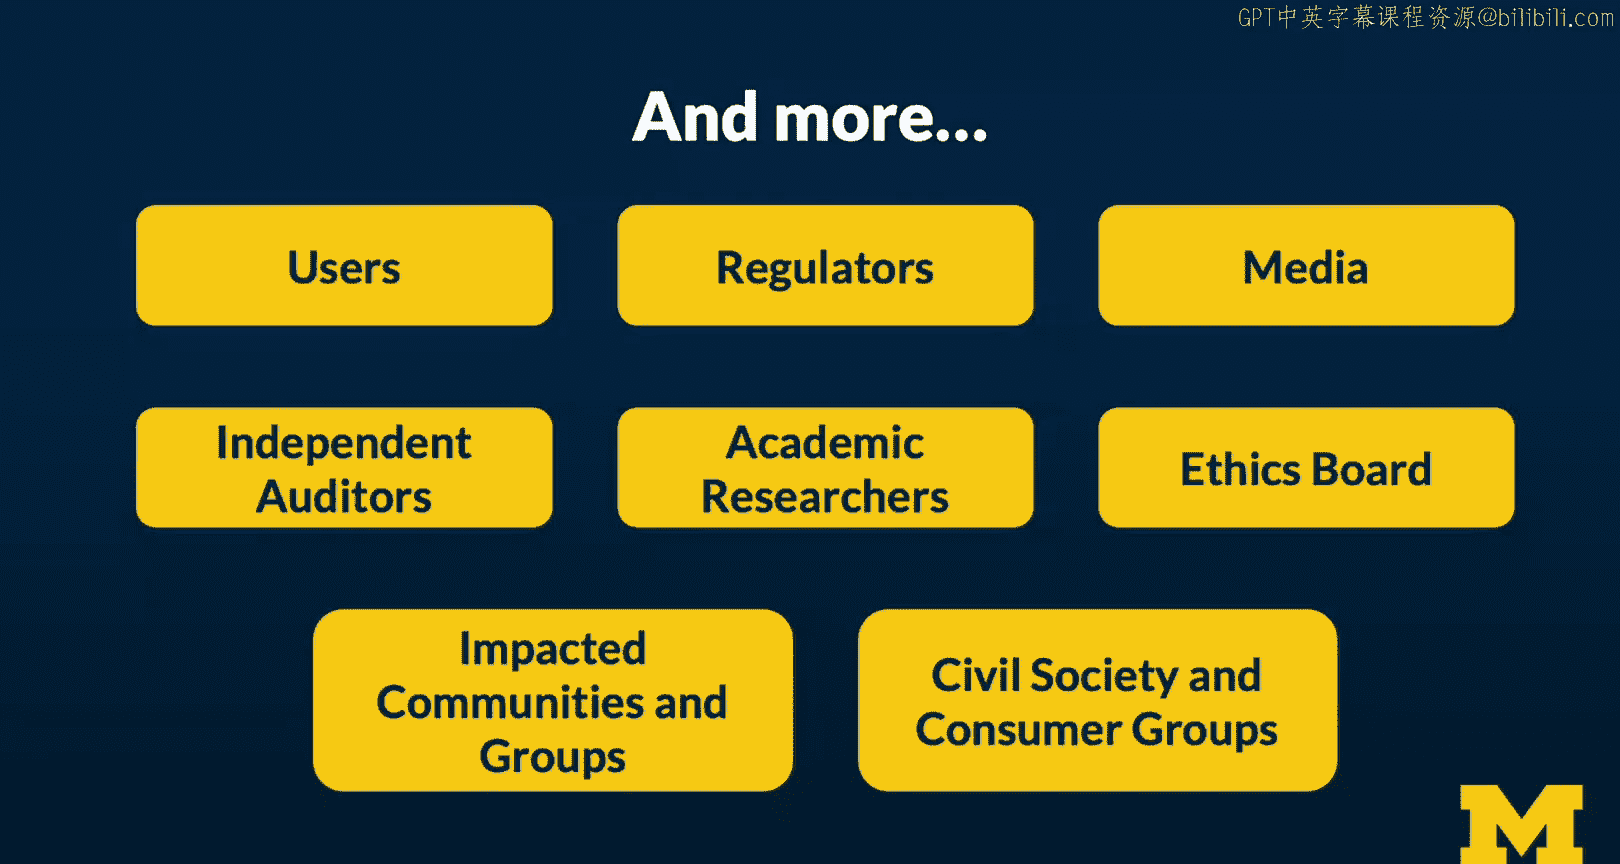 GPT中英字幕课程资源@bilibili.com
And more...
Users
Regulators
Media
Independent
Auditors
Academic
Researchers
Ethics Board
Impacted
Communities and
Groups
Civil Society and
Consumer Groups
M